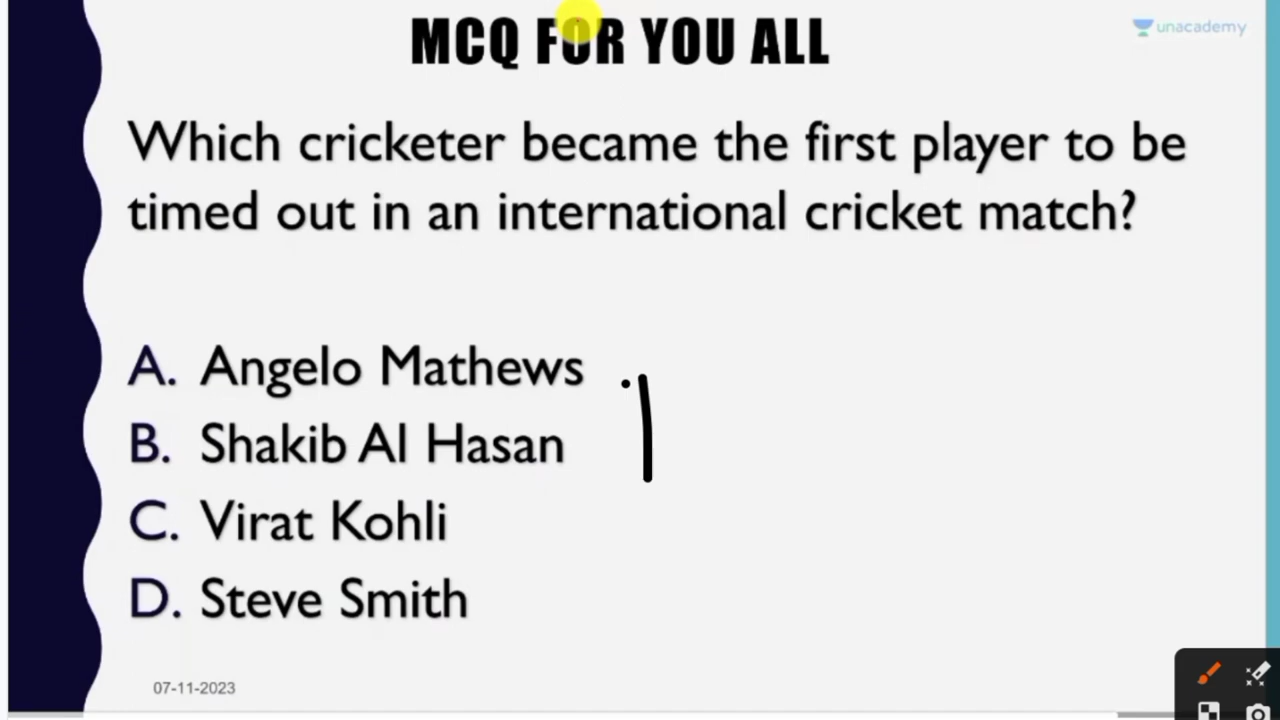 MCQ FOR YOU ALL
unacademy
Which cricketer became the first player to be
timed out in an international cricket match?
A. Angelo Mathews
B. Shakib Al Hasan
C. Virat Kohli
D. Steve Smith
07-11-2023